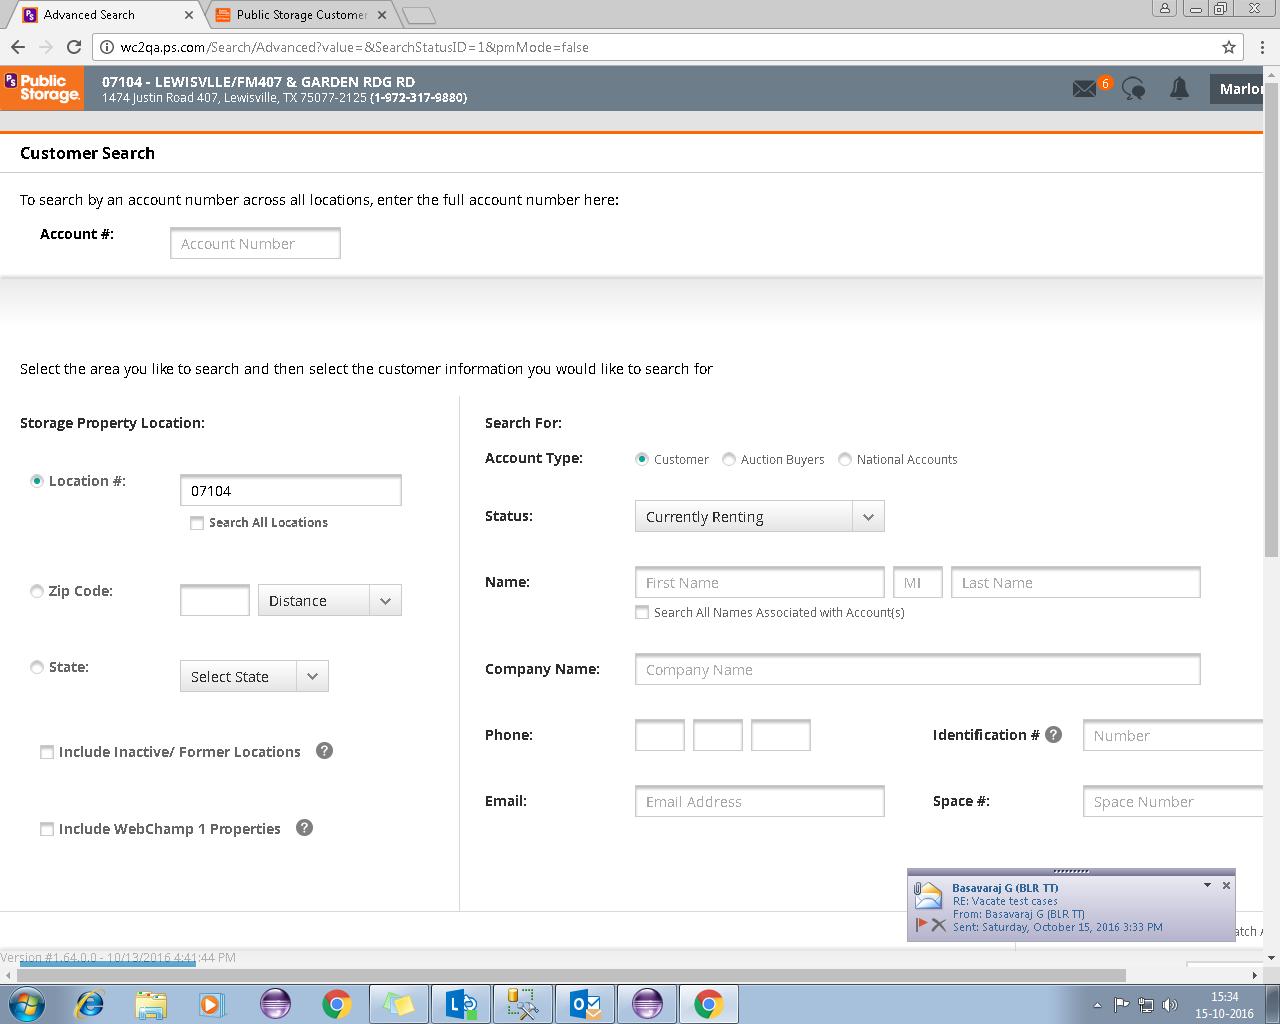 Advanced Search
Public Storage Customer
wc2qa.ps.com/Search/Advanced?value=&SearchStatusID=1&pmMode=false
PS Public Storage.
07104 - LEWISVLLE/FM407 & GARDEN RDG RD
1474 Justin Road 407, Lewisville, TX 75077-2125 (1-972-317-9880)
6
Marlo
Customer Search
To search by an account number across all locations, enter the full account number here:
Account #:
Account Number
Select the area you like to search and then select the customer information you would like to search for
Storage Property Location:
Location #:
07104
Search All Locations
Zip Code:
Distance
State:
Select State
Include Inactive/ Former Locations ?
Include WebChamp 1 Properties ?
Search For:
Account Type:
Customer
Auction Buyers
National Accounts
Status:
Currently Renting
Name:
First Name
MI
Last Name
Search All Names Associated with Account(s)
Company Name:
Company Name
Phone:
Identification # ?
Number
Email:
Email Address
Space #:
Space Number
Basavaraj G (BLR TT)
RE: Vacate test cases
From: Basavaraj G (BLR TT)
Sent: Saturday, October 15, 2016 3:33 PM
atch A
Version #1.64.0.0 - 10/13/2016 4:41:44 PM
15:34
15-10-2016